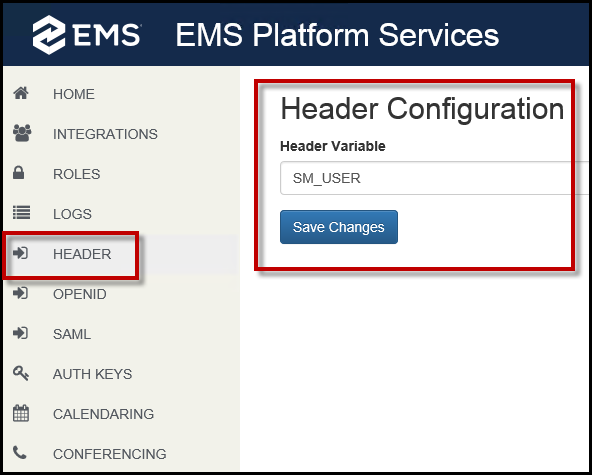 EMS EMS Platform Services
HOME
INTEGRATIONS
ROLES
LOGS
HEADER
OPENID
SAML
AUTH KEYS
CALENDARING
CONFERENCING
Header Configuration
Header Variable
SM_USER
Save Changes